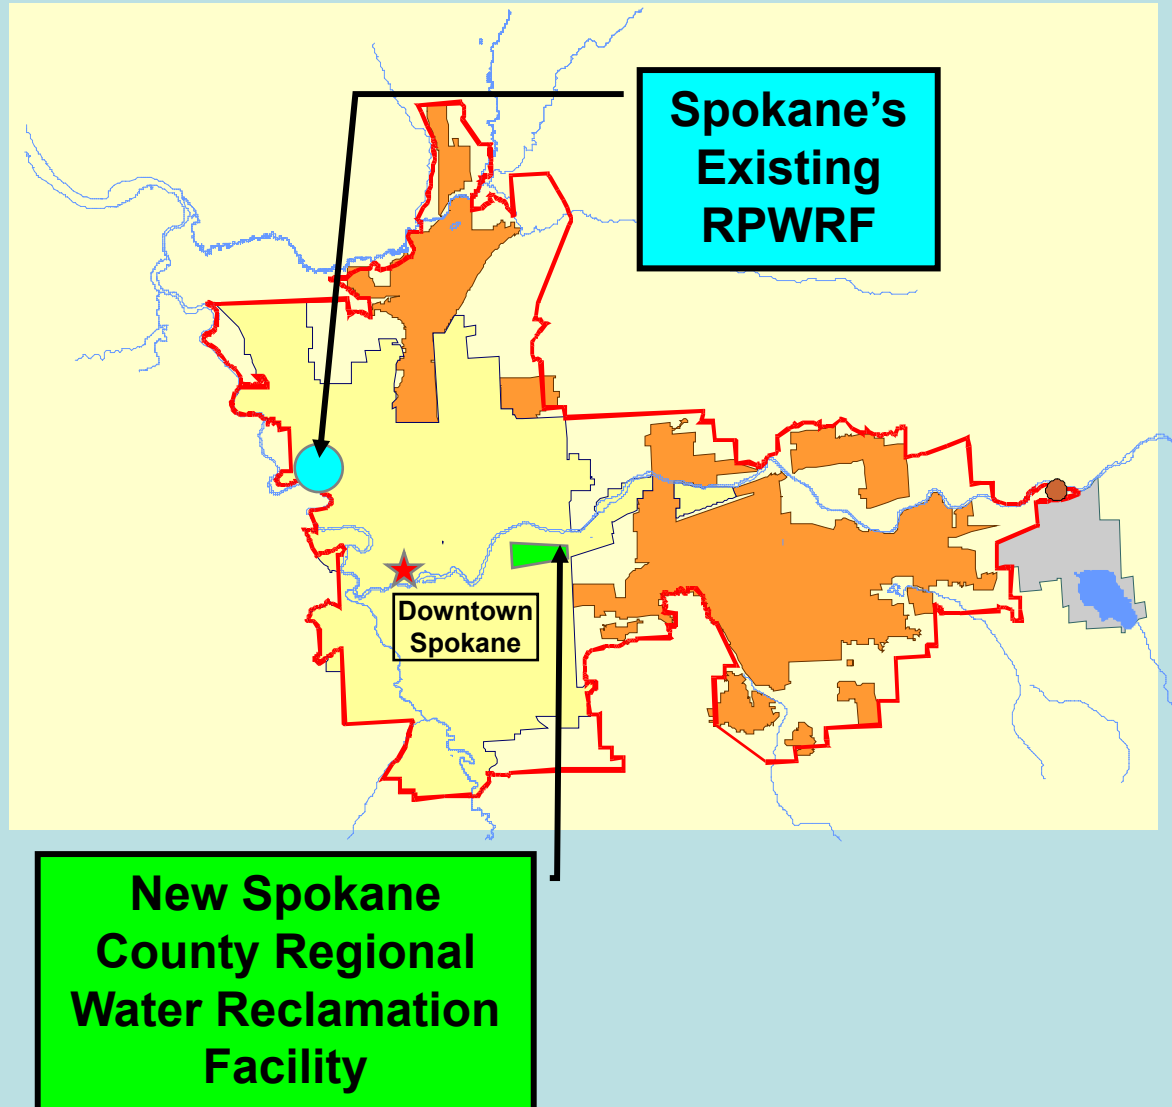 Spokane’s
Existing
RPWRF
Downtown
Spokane
New Spokane
County Regional
Water Reclamation
Facility